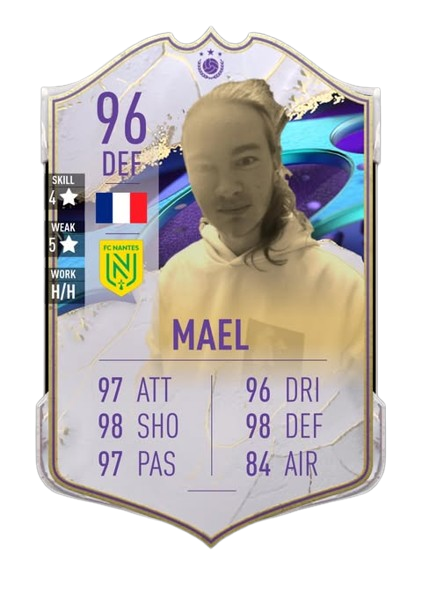 96
DEF
SKILL
4
WEAK
5
WORK
H/H
FC NANTES
N
MAEL
97 ATT 96 DRI
98 SHO 98 DEF
97 PAS 84 AIR